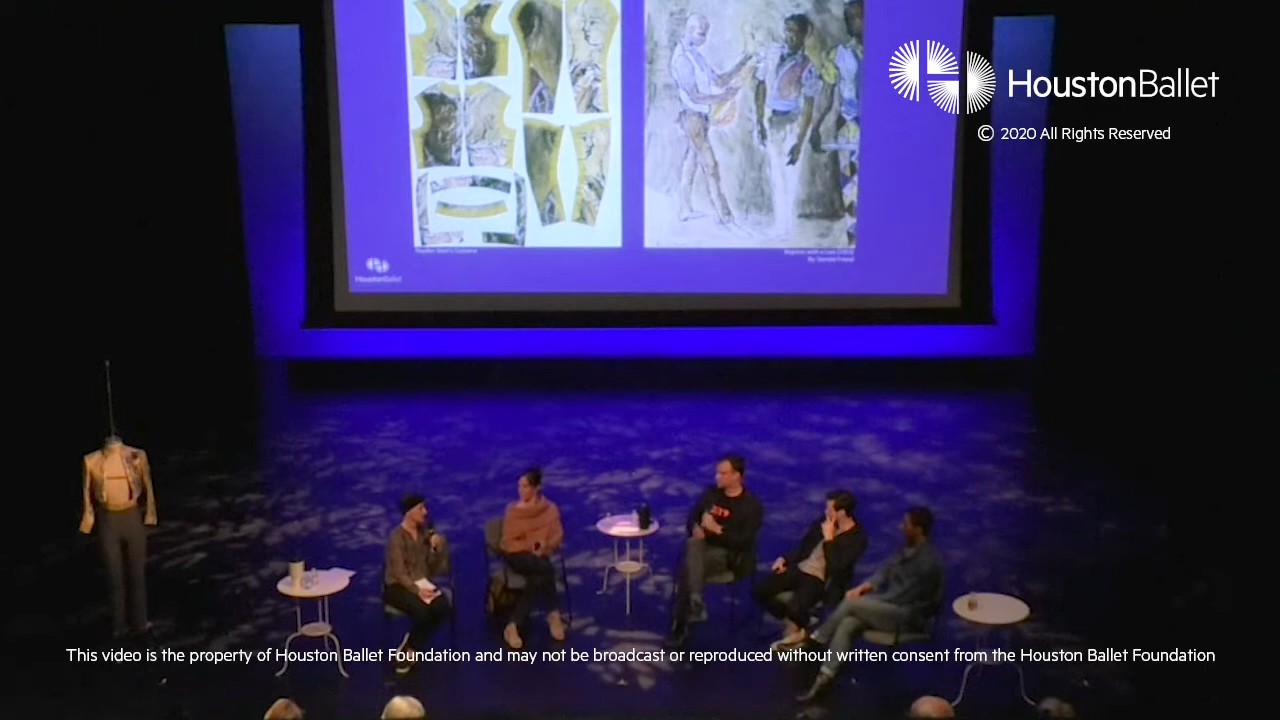 HoustonBallet
© 2020 All Rights Reserved
HoustonBallet
This video is the property of Houston Ballet Foundation and may not be broadcast or reproduced without written consent from the Houston Ballet Foundation